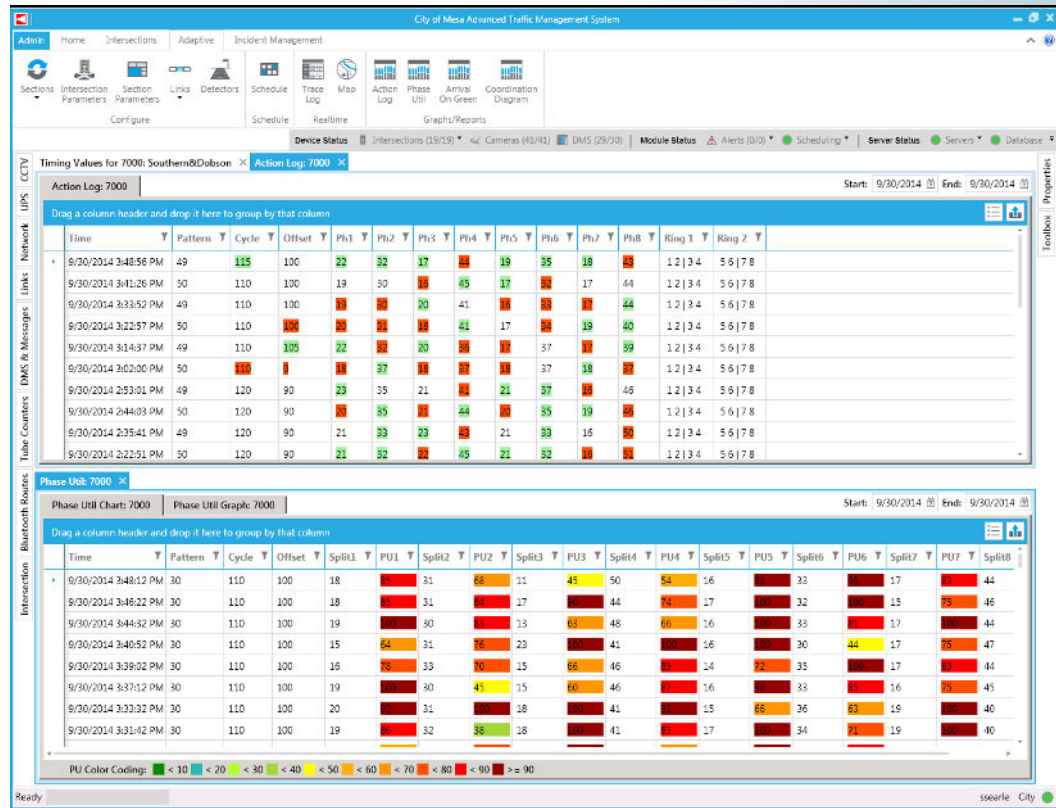 City of Mesa Advanced Traffic Management System
Admin Home Intersections Adaptive Incident Management
Sections Intersection Parameters Section Parameters Links Detectors Schedule Trace Log Map Action Log Phase Util Arrival On Green Coordination Diagram
Configure Schedule Realtime Graphs/Reports
Device Status Intersections (19/19) Cameras (41/41) DMS (29/30) Module Status Alerts (0/0) Scheduling Server Status Servers Database
CCTV
UPS
Network
Links
DMS & Messages
Tube Counters
Bluetooth Routes
Intersection
Properties
Toolbox
Timing Values for 7000: Southern&Dobson Action Log: 7000
Action Log: 7000 Start: 9/30/2014 End: 9/30/2014
Drag a column header and drop it here to group by that column
Time Pattern Cycle Offset Ph1 Ph2 Ph3 Ph4 Ph5 Ph6 Ph7 Ph8 Ring 1 Ring 2
9/30/2014 3:48:56 PM 49 115 100 22 32 17 44 19 35 18 43 1 2 | 3 4 5 6 | 7 8
9/30/2014 3:41:26 PM 50 110 100 19 30 16 45 17 32 17 44 1 2 | 3 4 5 6 | 7 8
9/30/2014 3:33:52 PM 49 110 100 19 30 20 41 16 33 17 44 1 2 | 3 4 5 6 | 7 8
9/30/2014 3:22:57 PM 50 110 100 20 31 18 41 17 34 19 40 1 2 | 3 4 5 6 | 7 8
9/30/2014 3:14:37 PM 49 110 105 22 32 20 36 17 37 17 39 1 2 | 3 4 5 6 | 7 8
9/30/2014 3:02:00 PM 50 110 0 18 37 18 37 18 37 18 37 1 2 | 3 4 5 6 | 7 8
9/30/2014 2:53:01 PM 49 120 90 23 35 21 41 21 37 16 46 1 2 | 3 4 5 6 | 7 8
9/30/2014 2:44:03 PM 50 120 90 20 35 21 44 20 35 19 46 1 2 | 3 4 5 6 | 7 8
9/30/2014 2:35:41 PM 49 120 90 21 33 23 43 21 33 16 50 1 2 | 3 4 5 6 | 7 8
9/30/2014 2:22:51 PM 50 120 90 21 32 22 45 21 32 16 51 1 2 | 3 4 5 6 | 7 8
Phase Util: 7000
Phase Util Chart: 7000 Phase Util Graph: 7000 Start: 9/30/2014 End: 9/30/2014
Drag a column header and drop it here to group by that column
Time Pattern Cycle Offset Split1 PU1 Split2 PU2 Split3 PU3 Split4 PU4 Split5 PU5 Split6 PU6 Split7 PU7 Split8
9/30/2014 3:48:12 PM 30 110 100 18 31 68 11 45 50 54 16 33 17 83 44
9/30/2014 3:46:22 PM 30 110 100 18 31 84 17 44 74 17 100 32 100 15 75 46
9/30/2014 3:44:32 PM 30 110 100 19 100 30 13 63 48 66 16 100 33 81 17 100 44
9/30/2014 3:40:52 PM 30 110 100 15 64 31 76 23 100 41 100 16 100 30 44 17 75 47
9/30/2014 3:39:02 PM 30 110 100 16 78 33 70 15 66 46 85 14 72 35 100 17 83 44
9/30/2014 3:37:12 PM 30 110 100 19 100 30 45 15 60 46 87 16 33 85 16 75 45
9/30/2014 3:33:32 PM 30 110 100 20 31 100 18 100 41 15 66 36 63 19 100 40
9/30/2014 3:31:42 PM 30 110 100 19 86 32 38 18 100 41 85 17 100 34 71 19 100 40
PU Color Coding: < 10 < 20 < 30 < 40 < 50 < 60 < 70 < 80 < 90 >= 90
Ready ssearle City